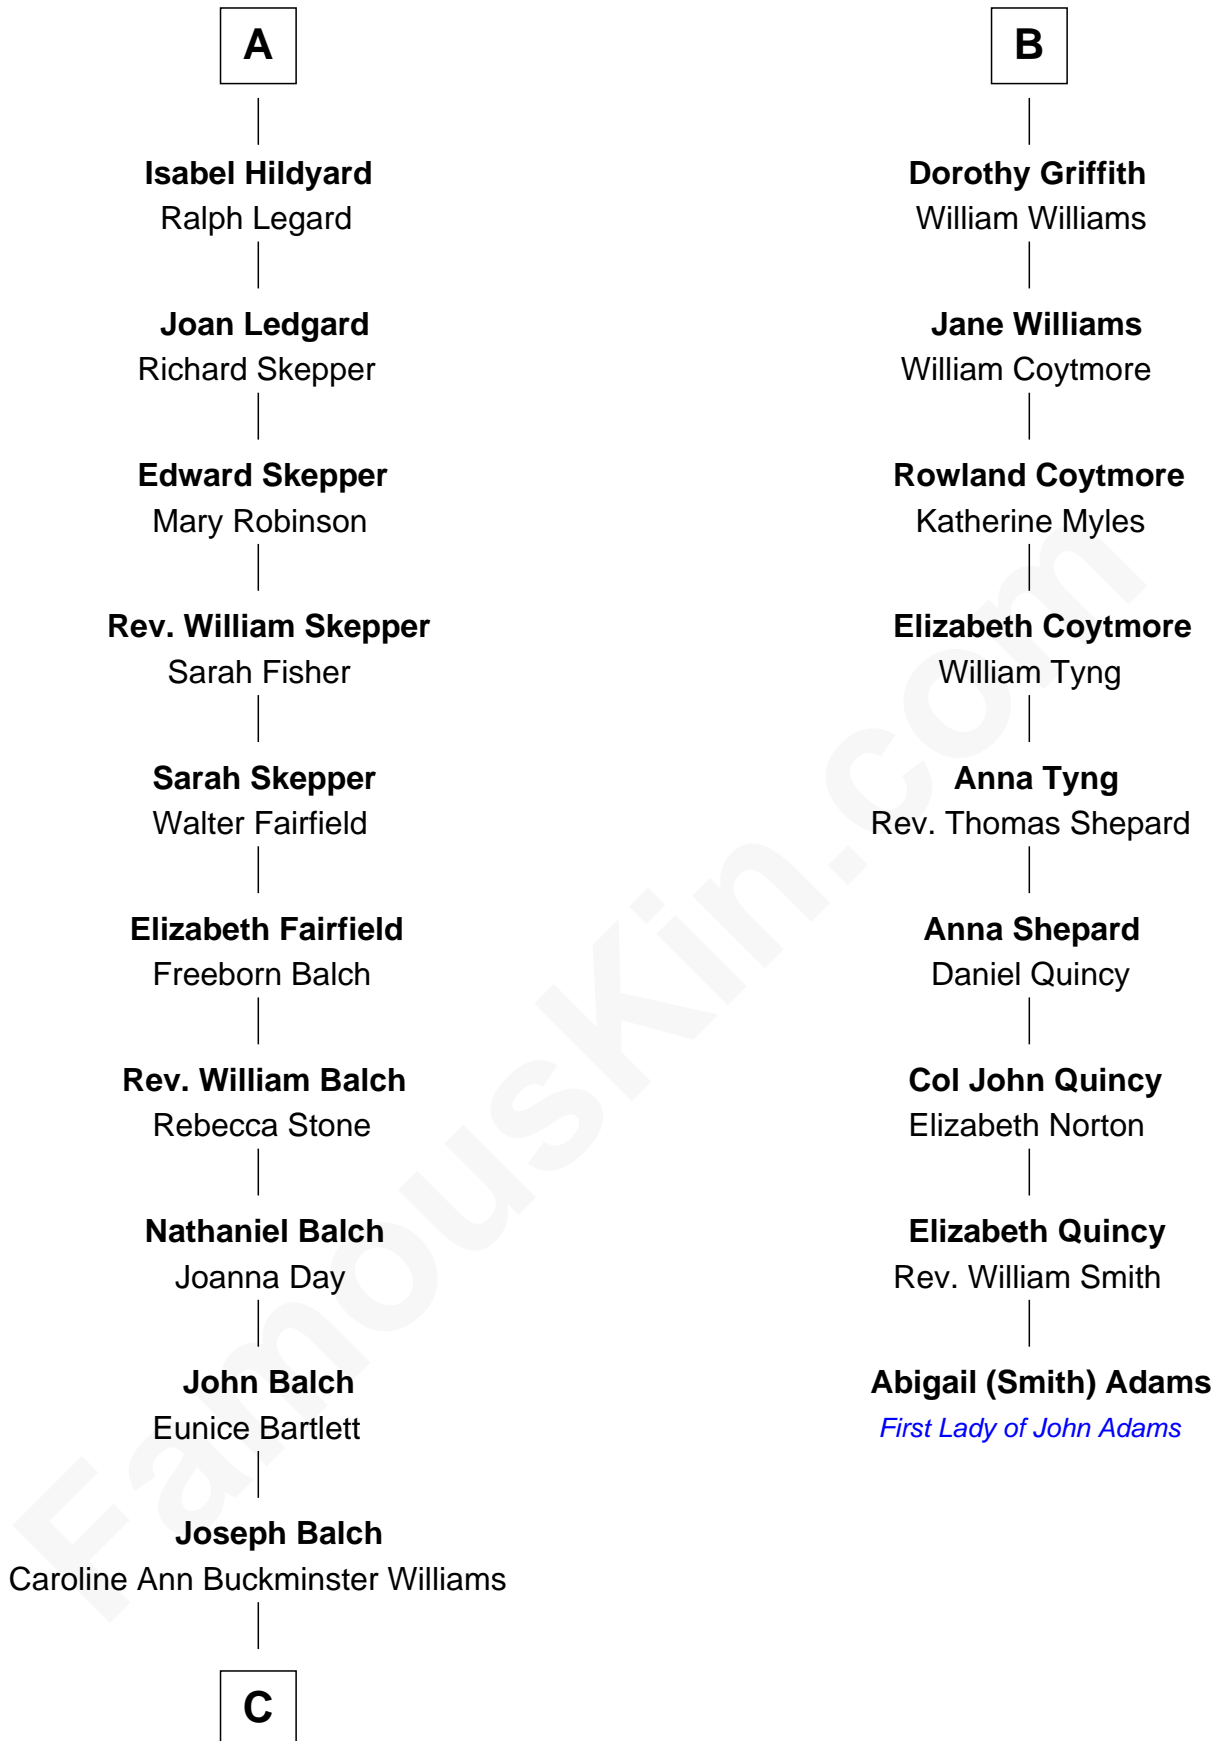 A
Isabel Hildyard
Ralph Legard
Joan Ledgard
Richard Skepper
Edward Skepper
Mary Robinson
Rev. William Skepper
Sarah Fisher
Sarah Skepper
Walter Fairfield
Elizabeth Fairfield
Freeborn Balch
Rev. William Balch
Rebecca Stone
Nathaniel Balch
Joanna Day
John Balch
Eunice Bartlett
Joseph Balch
Caroline Ann Buckminster Williams
C
B
Dorothy Griffith
William Williams
Jane Williams
William Coytmore
Rowland Coytmore
Katherine Myles
Elizabeth Coytmore
William Tyng
Anna Tyng
Rev. Thomas Shepard
Anna Shepard
Daniel Quincy
Col John Quincy
Elizabeth Norton
Elizabeth Quincy
Rev. William Smith
Abigail (Smith) Adams
First Lady of John Adams
FamousKin.com